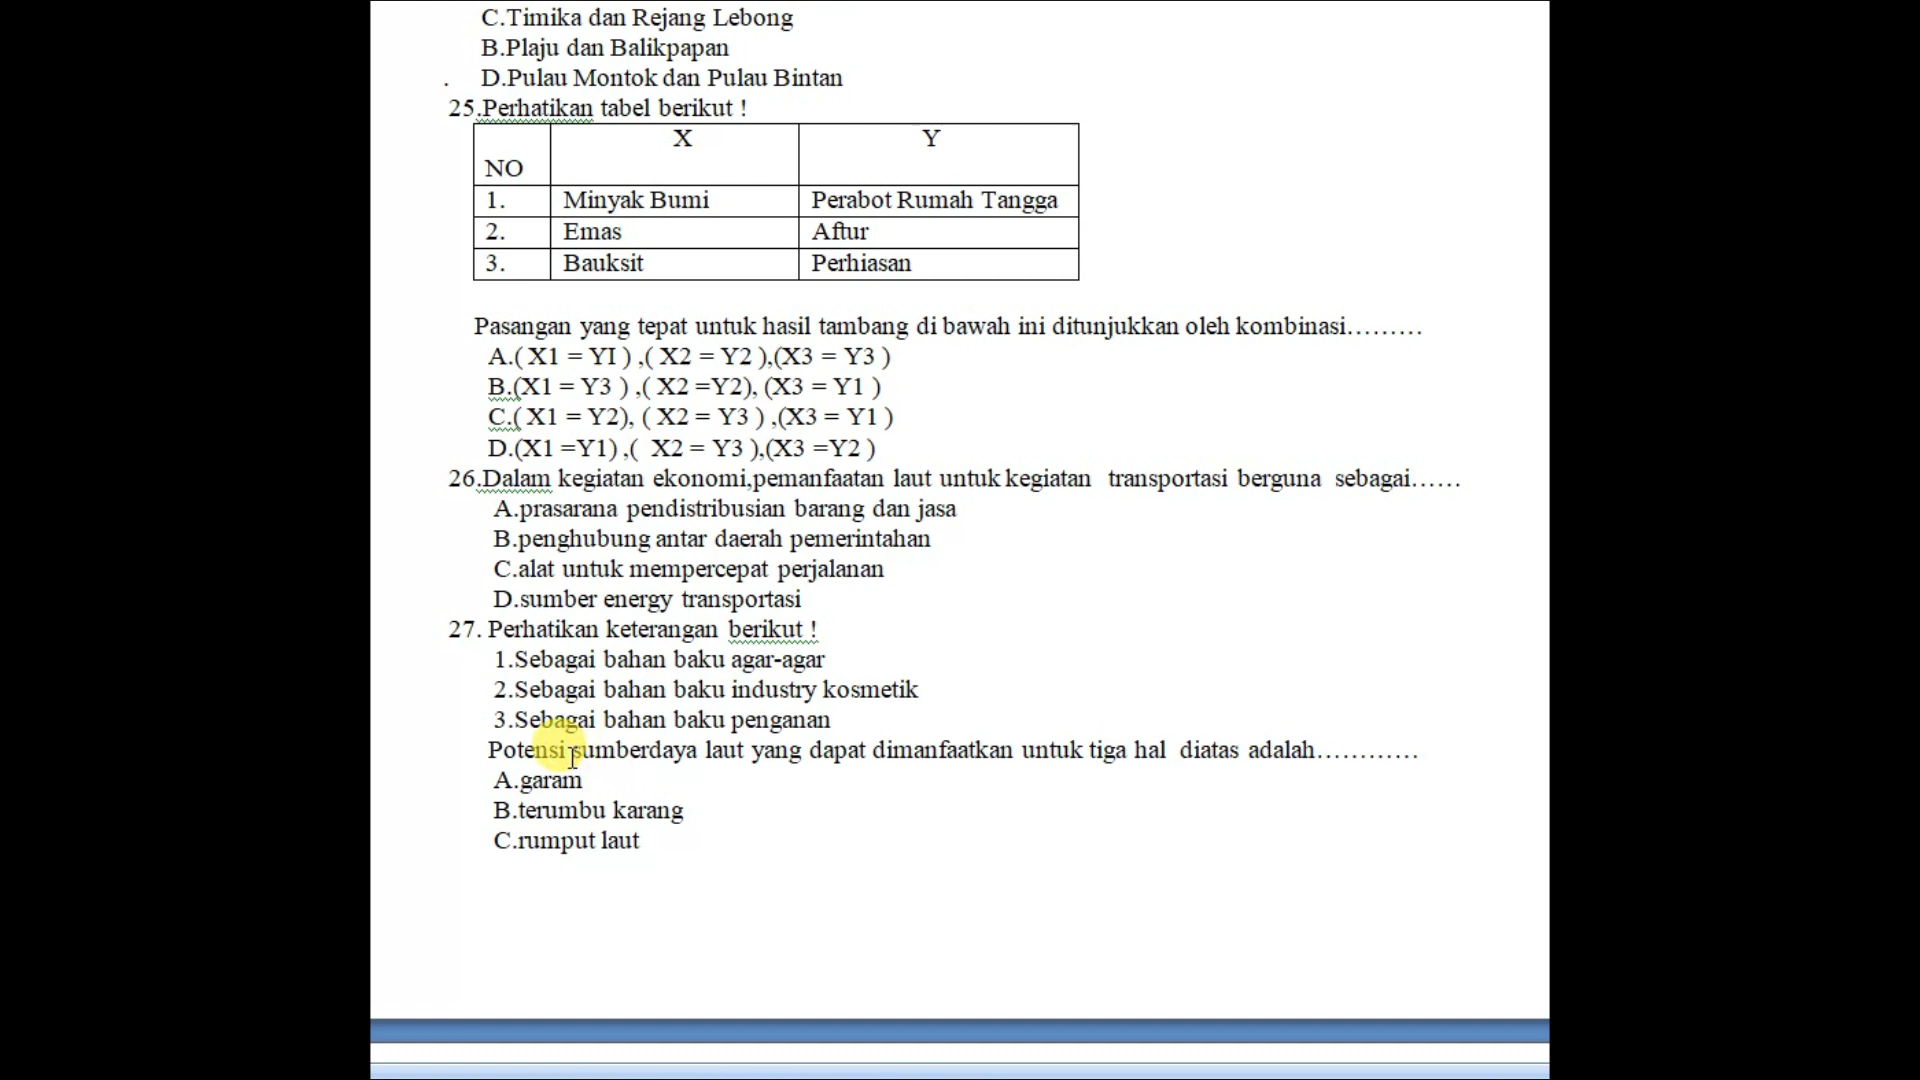 C.Timika dan Rejang Lebong
B.Plaju dan Balikpapan
. D.Pulau Montok dan Pulau Bintan
25.Perhatikan tabel berikut !
NO X Y
1. Minyak Bumi Perabot Rumah Tangga
2. Emas Aftur
3. Bauksit Perhiasan
Pasangan yang tepat untuk hasil tambang di bawah ini ditunjukkan oleh kombinasi.........
A.( X1 = YI ) ,( X2 = Y2 ),(X3 = Y3 )
B.(X1 = Y3 ) ,( X2 =Y2), (X3 = Y1 )
C.( X1 = Y2), ( X2 = Y3 ) ,(X3 = Y1 )
D.(X1 =Y1) ,( X2 = Y3 ),(X3 =Y2 )
26.Dalam kegiatan ekonomi,pemanfaatan laut untuk kegiatan transportasi berguna sebagai......
A.prasarana pendistribusian barang dan jasa
B.penghubung antar daerah pemerintahan
C.alat untuk mempercepat perjalanan
D.sumber energy transportasi
27. Perhatikan keterangan berikut !
1.Sebagai bahan baku agar-agar
2.Sebagai bahan baku industry kosmetik
3.Sebagai bahan baku penganan
Potensi sumberdaya laut yang dapat dimanfaatkan untuk tiga hal diatas adalah............
A.garam
B.terumbu karang
C.rumput laut